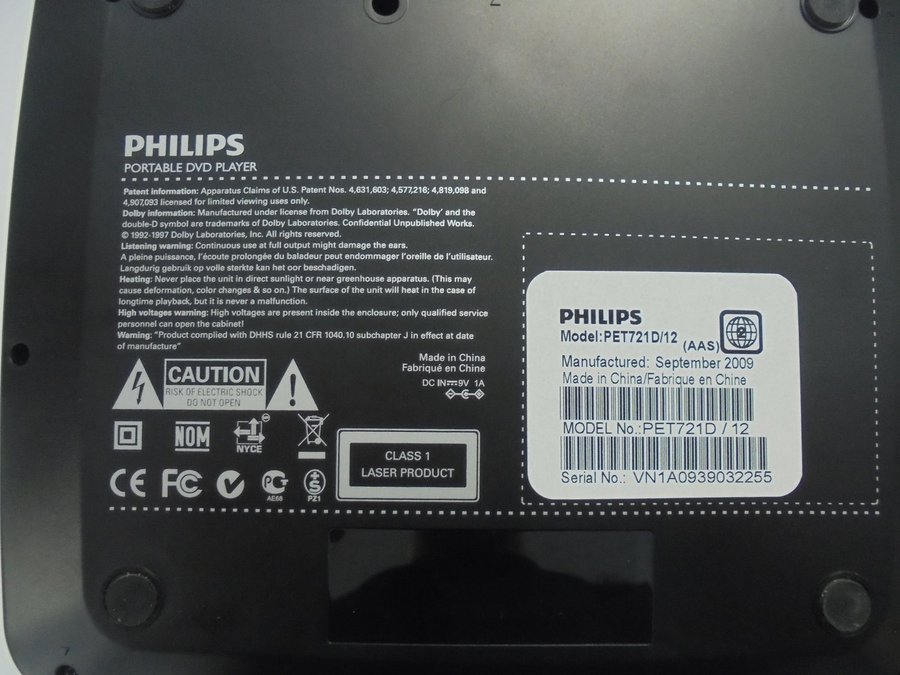 PHILIPS
PORTABLE DVD PLAYER
Patent information: Apparatus Claims of U.S. Patent Nos. 4,631,603; 4,577,216; 4,819,098 and
4,907,093 licensed for limited viewing uses only.
Dolby information: Manufactured under license from Dolby Laboratories. "Dolby" and the
double-D symbol are trademarks of Dolby Laboratories. Confidential Unpublished Works.
© 1992-1997 Dolby Laboratories, Inc. All rights reserved.
Listening warning: Continuous use at full output might damage the ears.
A pleine puissance, l'écoute prolongée du baladeur peut endommager l'oreille de l'utilisateur.
Langdurig gebruik op volle sterkte kan het oor beschadigen.
Heating: Never place the unit in direct sunlight or near greenhouse apparatus. (This may
cause deformation, color changes & so on.) The surface of the unit will heat in the case of
longtime playback, but it is never a malfunction.
High voltages warning: High voltages are present inside the enclosure; only qualified service
personnel can open the cabinet!
Warning: "Product complied with DHHS rule 21 CFR 1040.10 subchapter J in effect at date
of manufacture"
Made in China
Fabriqué en China
DC IN⎓9V 1A
CAUTION
RISK OF ELECTRIC SHOCK
DO NOT OPEN
NOM
NYCE
CLASS 1
LASER PRODUCT
CE FC
AE68
PZ1
PHILIPS
Model:PET721D/12
(AAS)
2
Manufactured: September 2009
Made in China/Fabrique en Chine
MODEL No.:PET721D / 12
Serial No.: VN1A0939032255
7